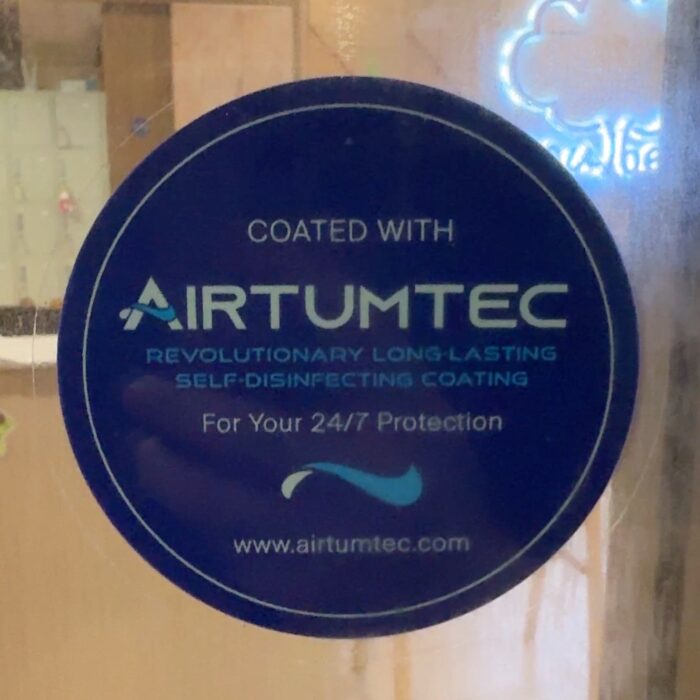 COATED WITH
AIRTUMTEC
REVOLUTIONARY LONG-LASTING
SELF-DISINFECTING COATING
For Your 24/7 Protection
www.airtumtec.com